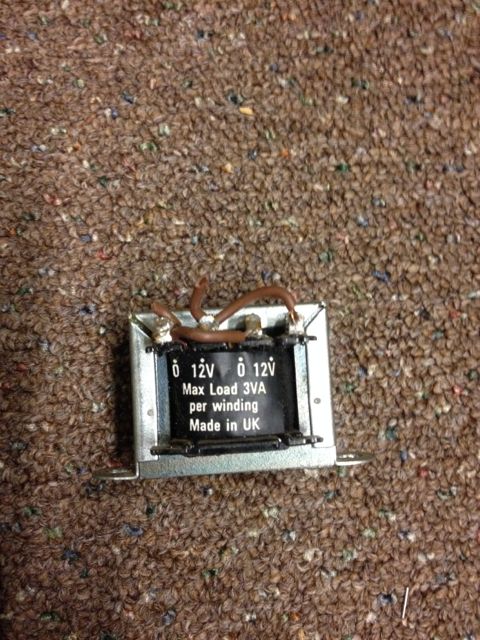 0 12V 0 12V
Max Load 3VA
per winding
Made in UK